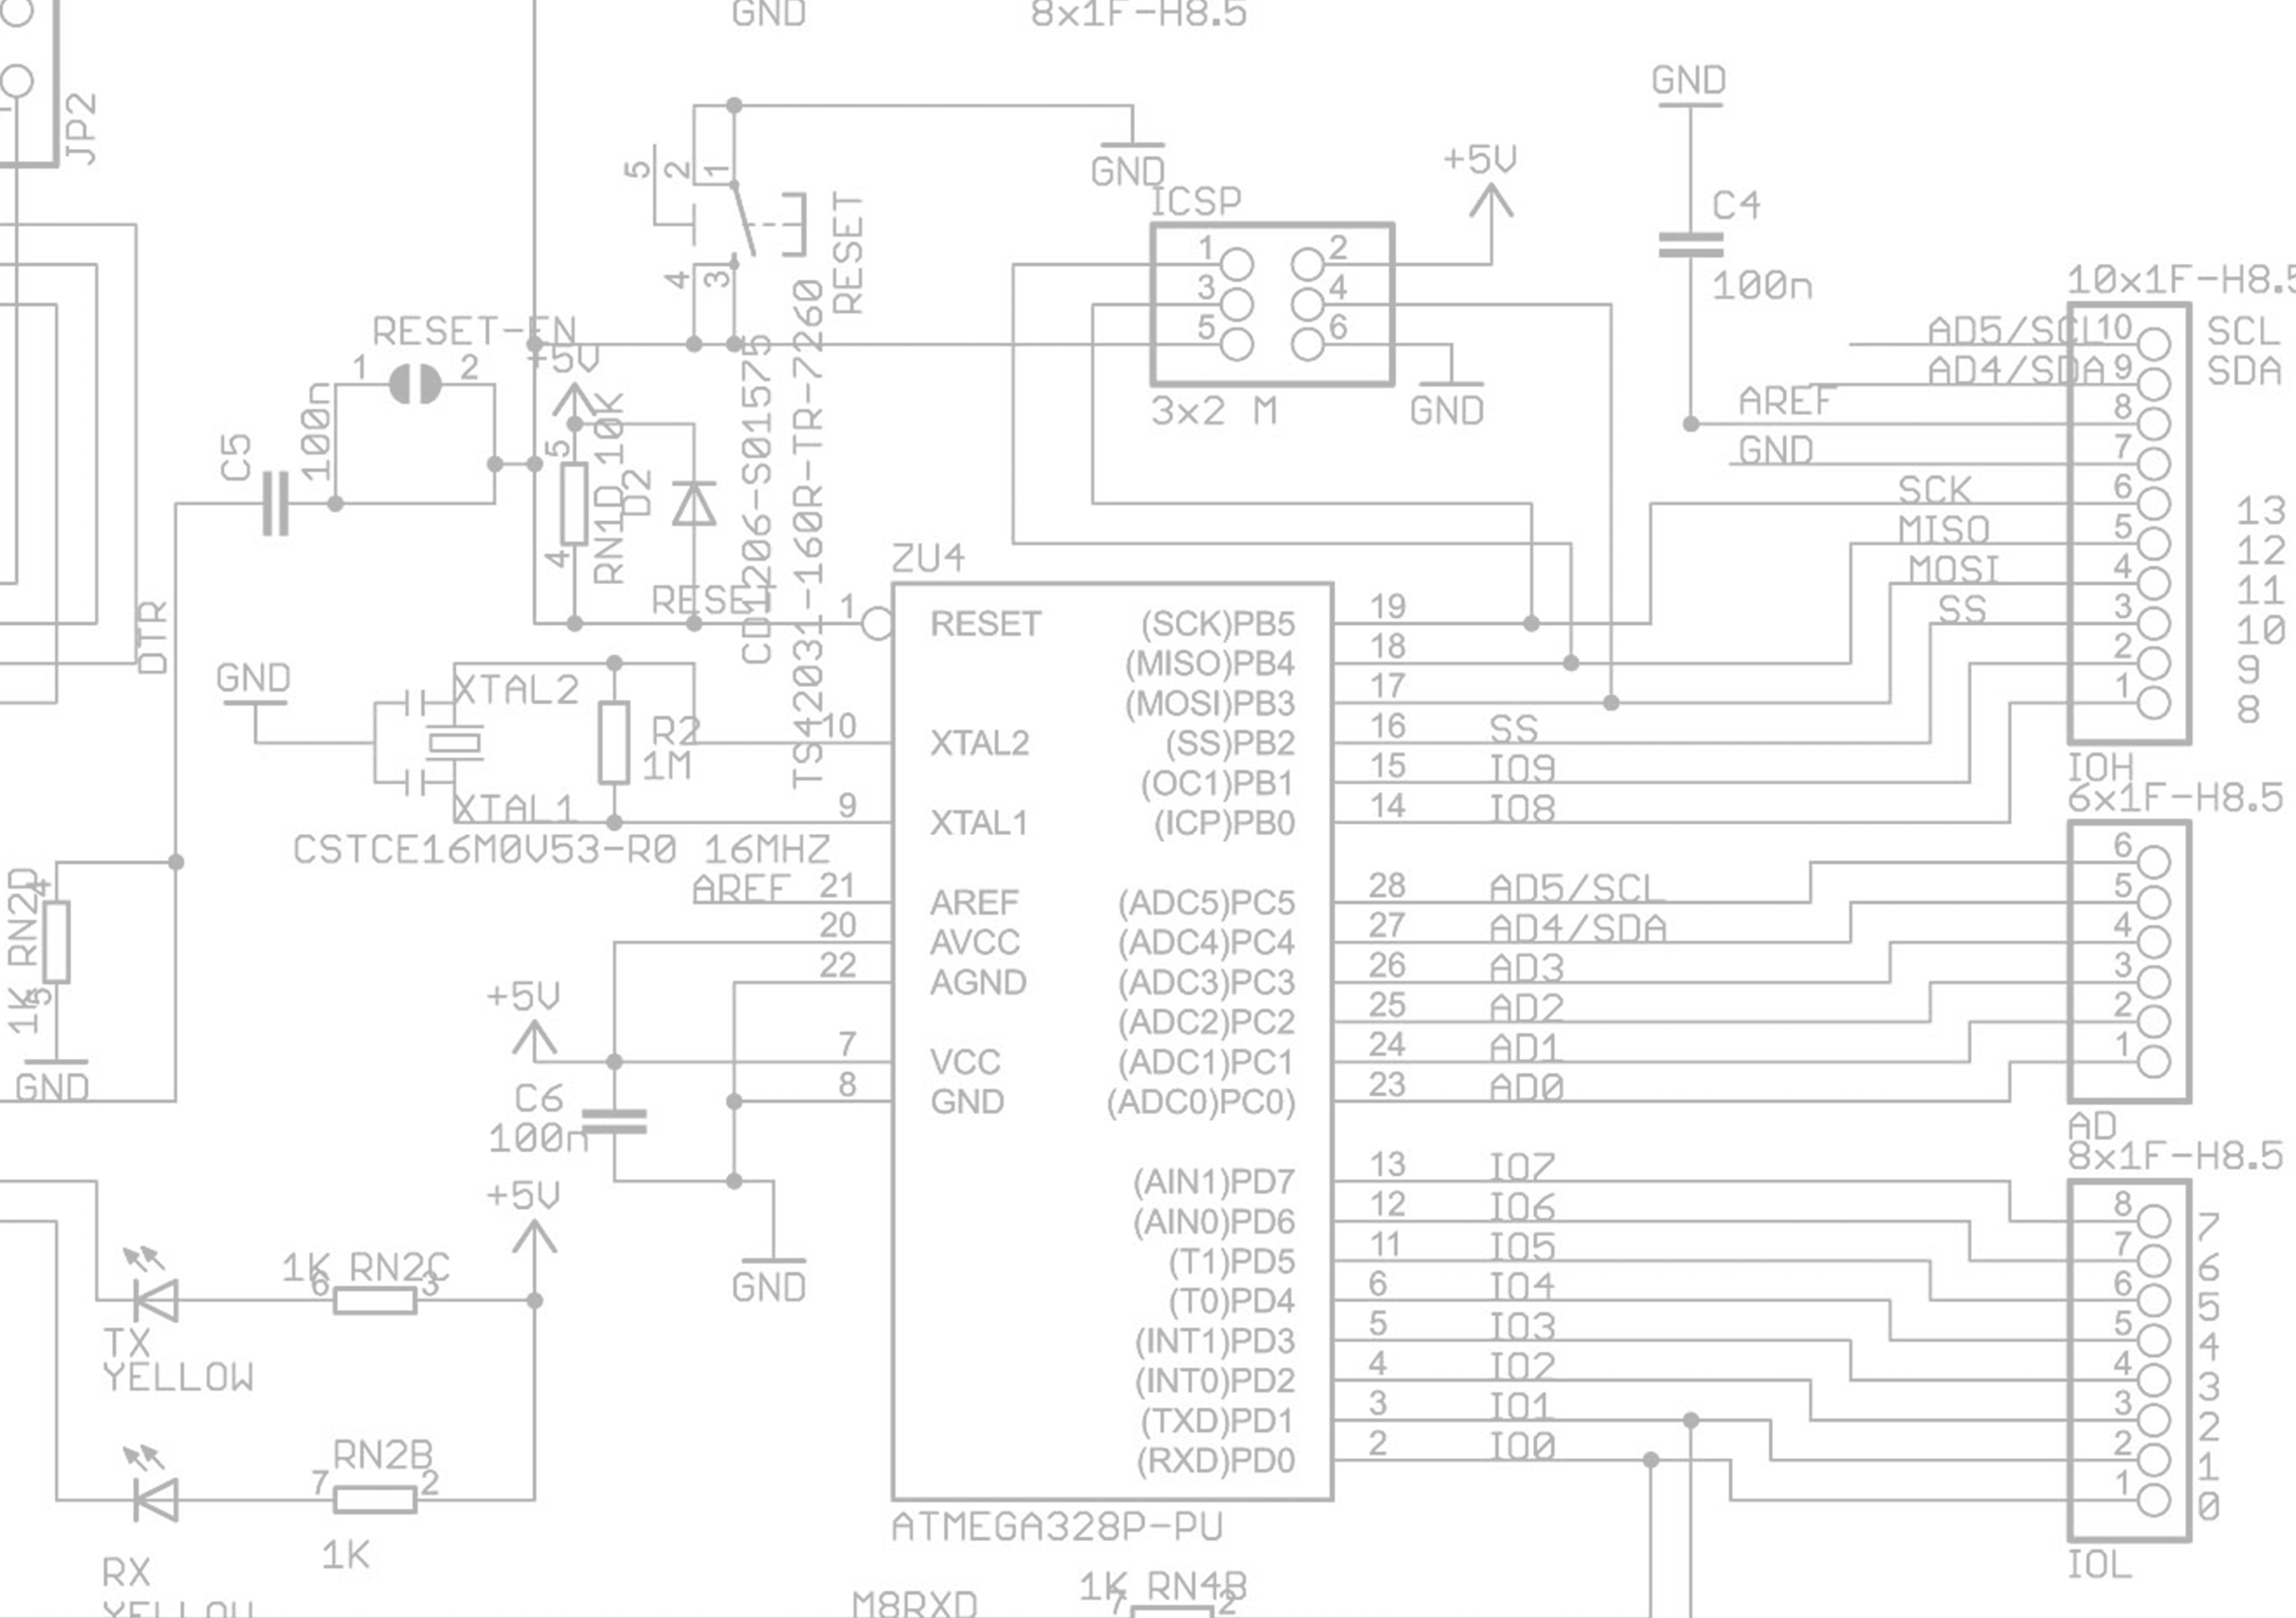 GND
8x1F-H8.5
JP2
GND
+5V
GND
C4
100n
ICSP
1 2
3 4
5 6
3x2 M
GND
5 2 1
4 3
RESET
TS42031-160R-TR-7260
CD1206-S01575
RESET-EN
1 2
+5V
C5
100n
5
4
RN1D 10K
D2
RESET
DTR
10x1F-H8.5
AD5/SCL 10 SCL
AD4/SDA 9 SDA
AREF 8
GND 7
SCK 6 13
MISO 5 12
MOSI 4 11
SS 3 10
2 9
1 8
IOH
ZU4
1 RESET
10 XTAL2
9 XTAL1
21 AREF
20 AVCC
22 AGND
7 VCC
8 GND
(SCK)PB5 19
(MISO)PB4 18
(MOSI)PB3 17
(SS)PB2 16 SS
(OC1)PB1 15 IO9
(ICP)PB0 14 IO8
(ADC5)PC5 28 AD5/SCL
(ADC4)PC4 27 AD4/SDA
(ADC3)PC3 26 AD3
(ADC2)PC2 25 AD2
(ADC1)PC1 24 AD1
(ADC0)PC0) 23 AD0
(AIN1)PD7 13 IO7
(AIN0)PD6 12 IO6
(T1)PD5 11 IO5
(T0)PD4 6 IO4
(INT1)PD3 5 IO3
(INT0)PD2 4 IO2
(TXD)PD1 3 IO1
(RXD)PD0 2 IO0
ATMEGA328P-PU
GND
XTAL2
R2
1M
XTAL1
CSTCE16M0V53-R0 16MHZ
AREF
+5V
C6
100n
GND
4
1K RN2D
5
GND
+5V
1K RN2C
6 3
TX
YELLOW
RN2B
7 2
1K
RX
YELLOW
6x1F-H8.5
6
5
4
3
2
1
AD
8x1F-H8.5
8 7
7 6
6 5
5 4
4 3
3 2
2 1
1 0
IOL
M8RXD
1K RN4B
7 2